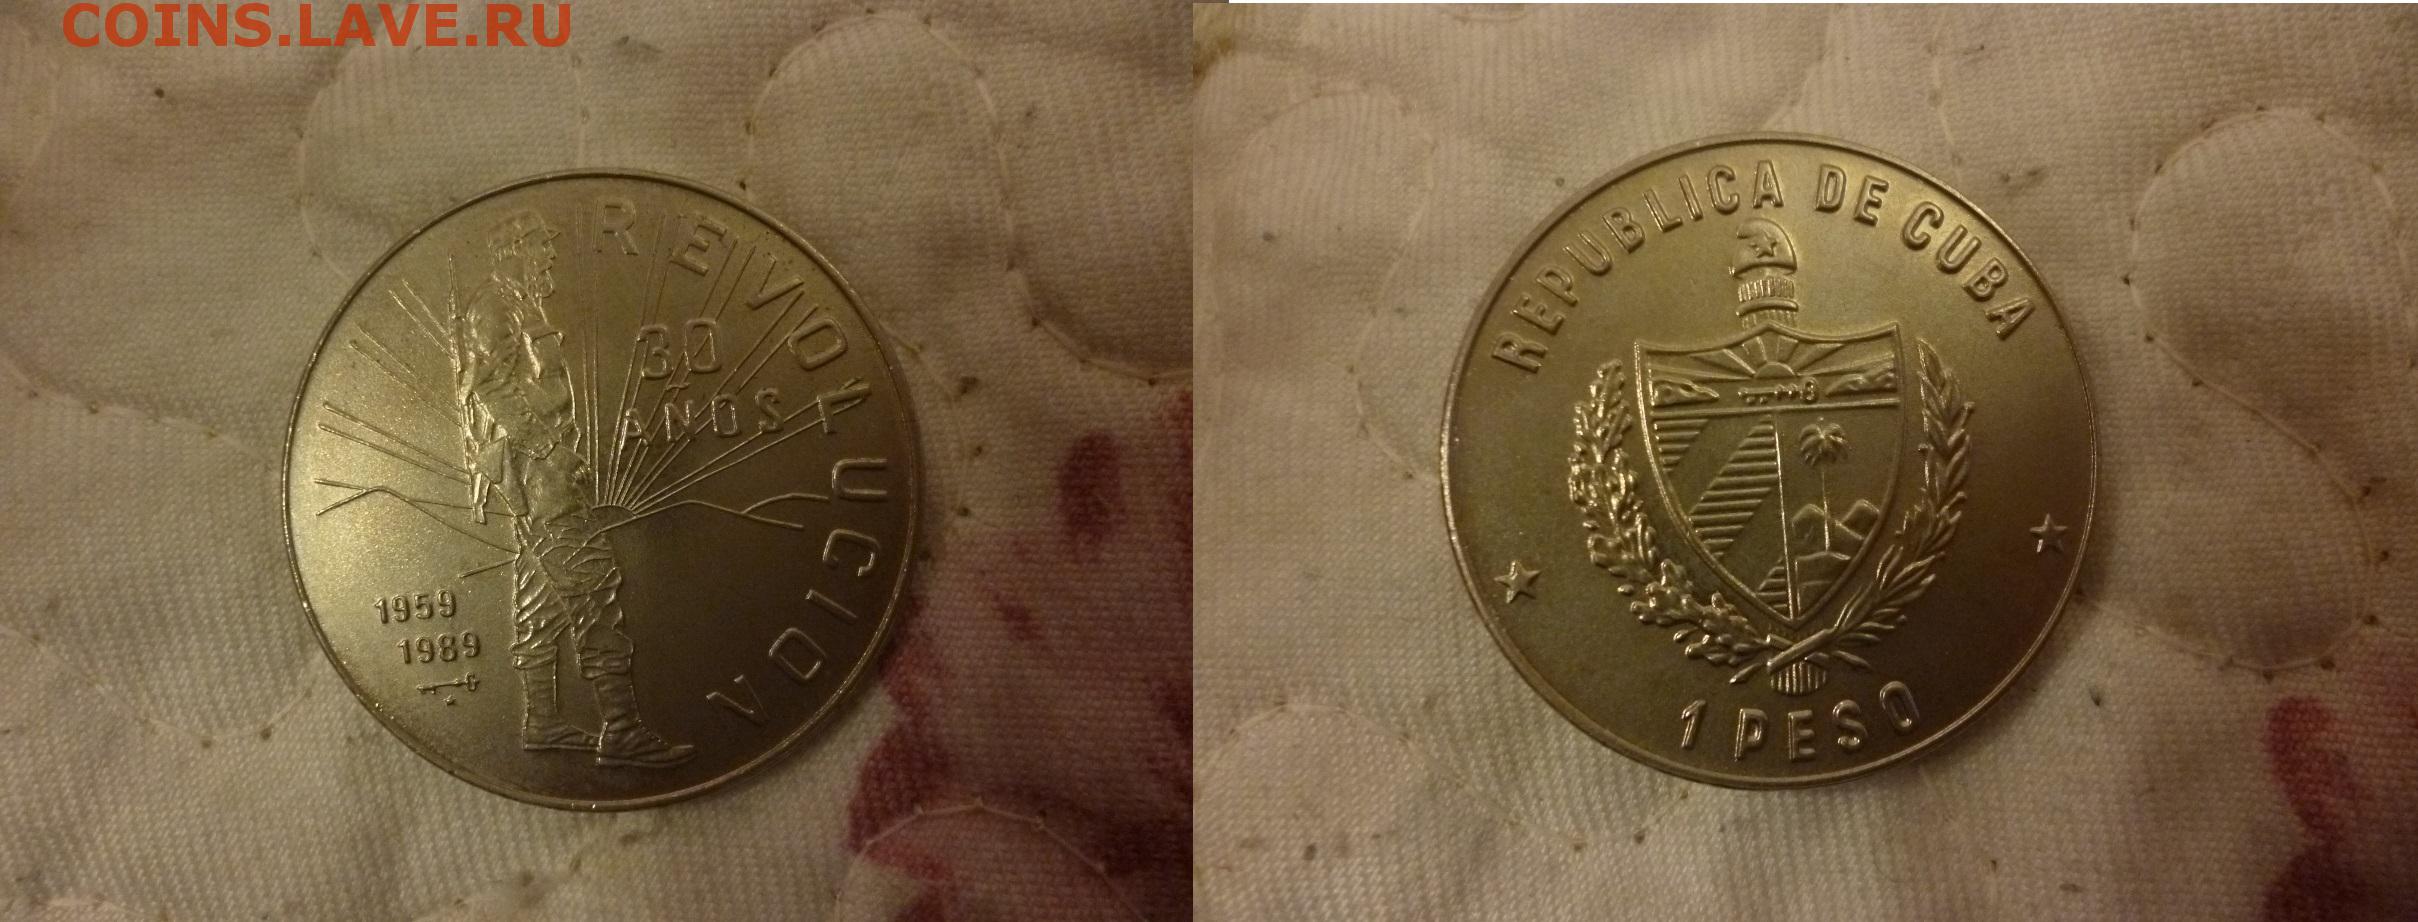 COINS.LAVE.RU
REVOLUCION
30
AÑOS
1959
1989
REPUBLICA DE CUBA
1 PESO